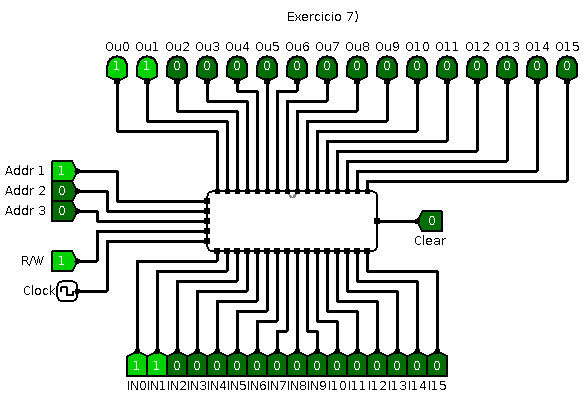 Exercicio 7)
Ou0 Ou1 Ou2 Ou3 Ou4 Ou5 Ou6 Ou7 Ou8 Ou9 O10 O11 O12 O13 O14 O15
1 1 0 0 0 0 0 0 0 0 0 0 0 0 0 0
Addr 1 1
Addr 2 0
Addr 3 0
0
Clear
R/W 1
Clock
1 1 0 0 0 0 0 0 0 0 0 0 0 0 0 0
IN0 IN1 IN2 IN3 IN4 IN5 IN6 IN7 IN8 IN9 I10 I11 I12 I13 I14 I15